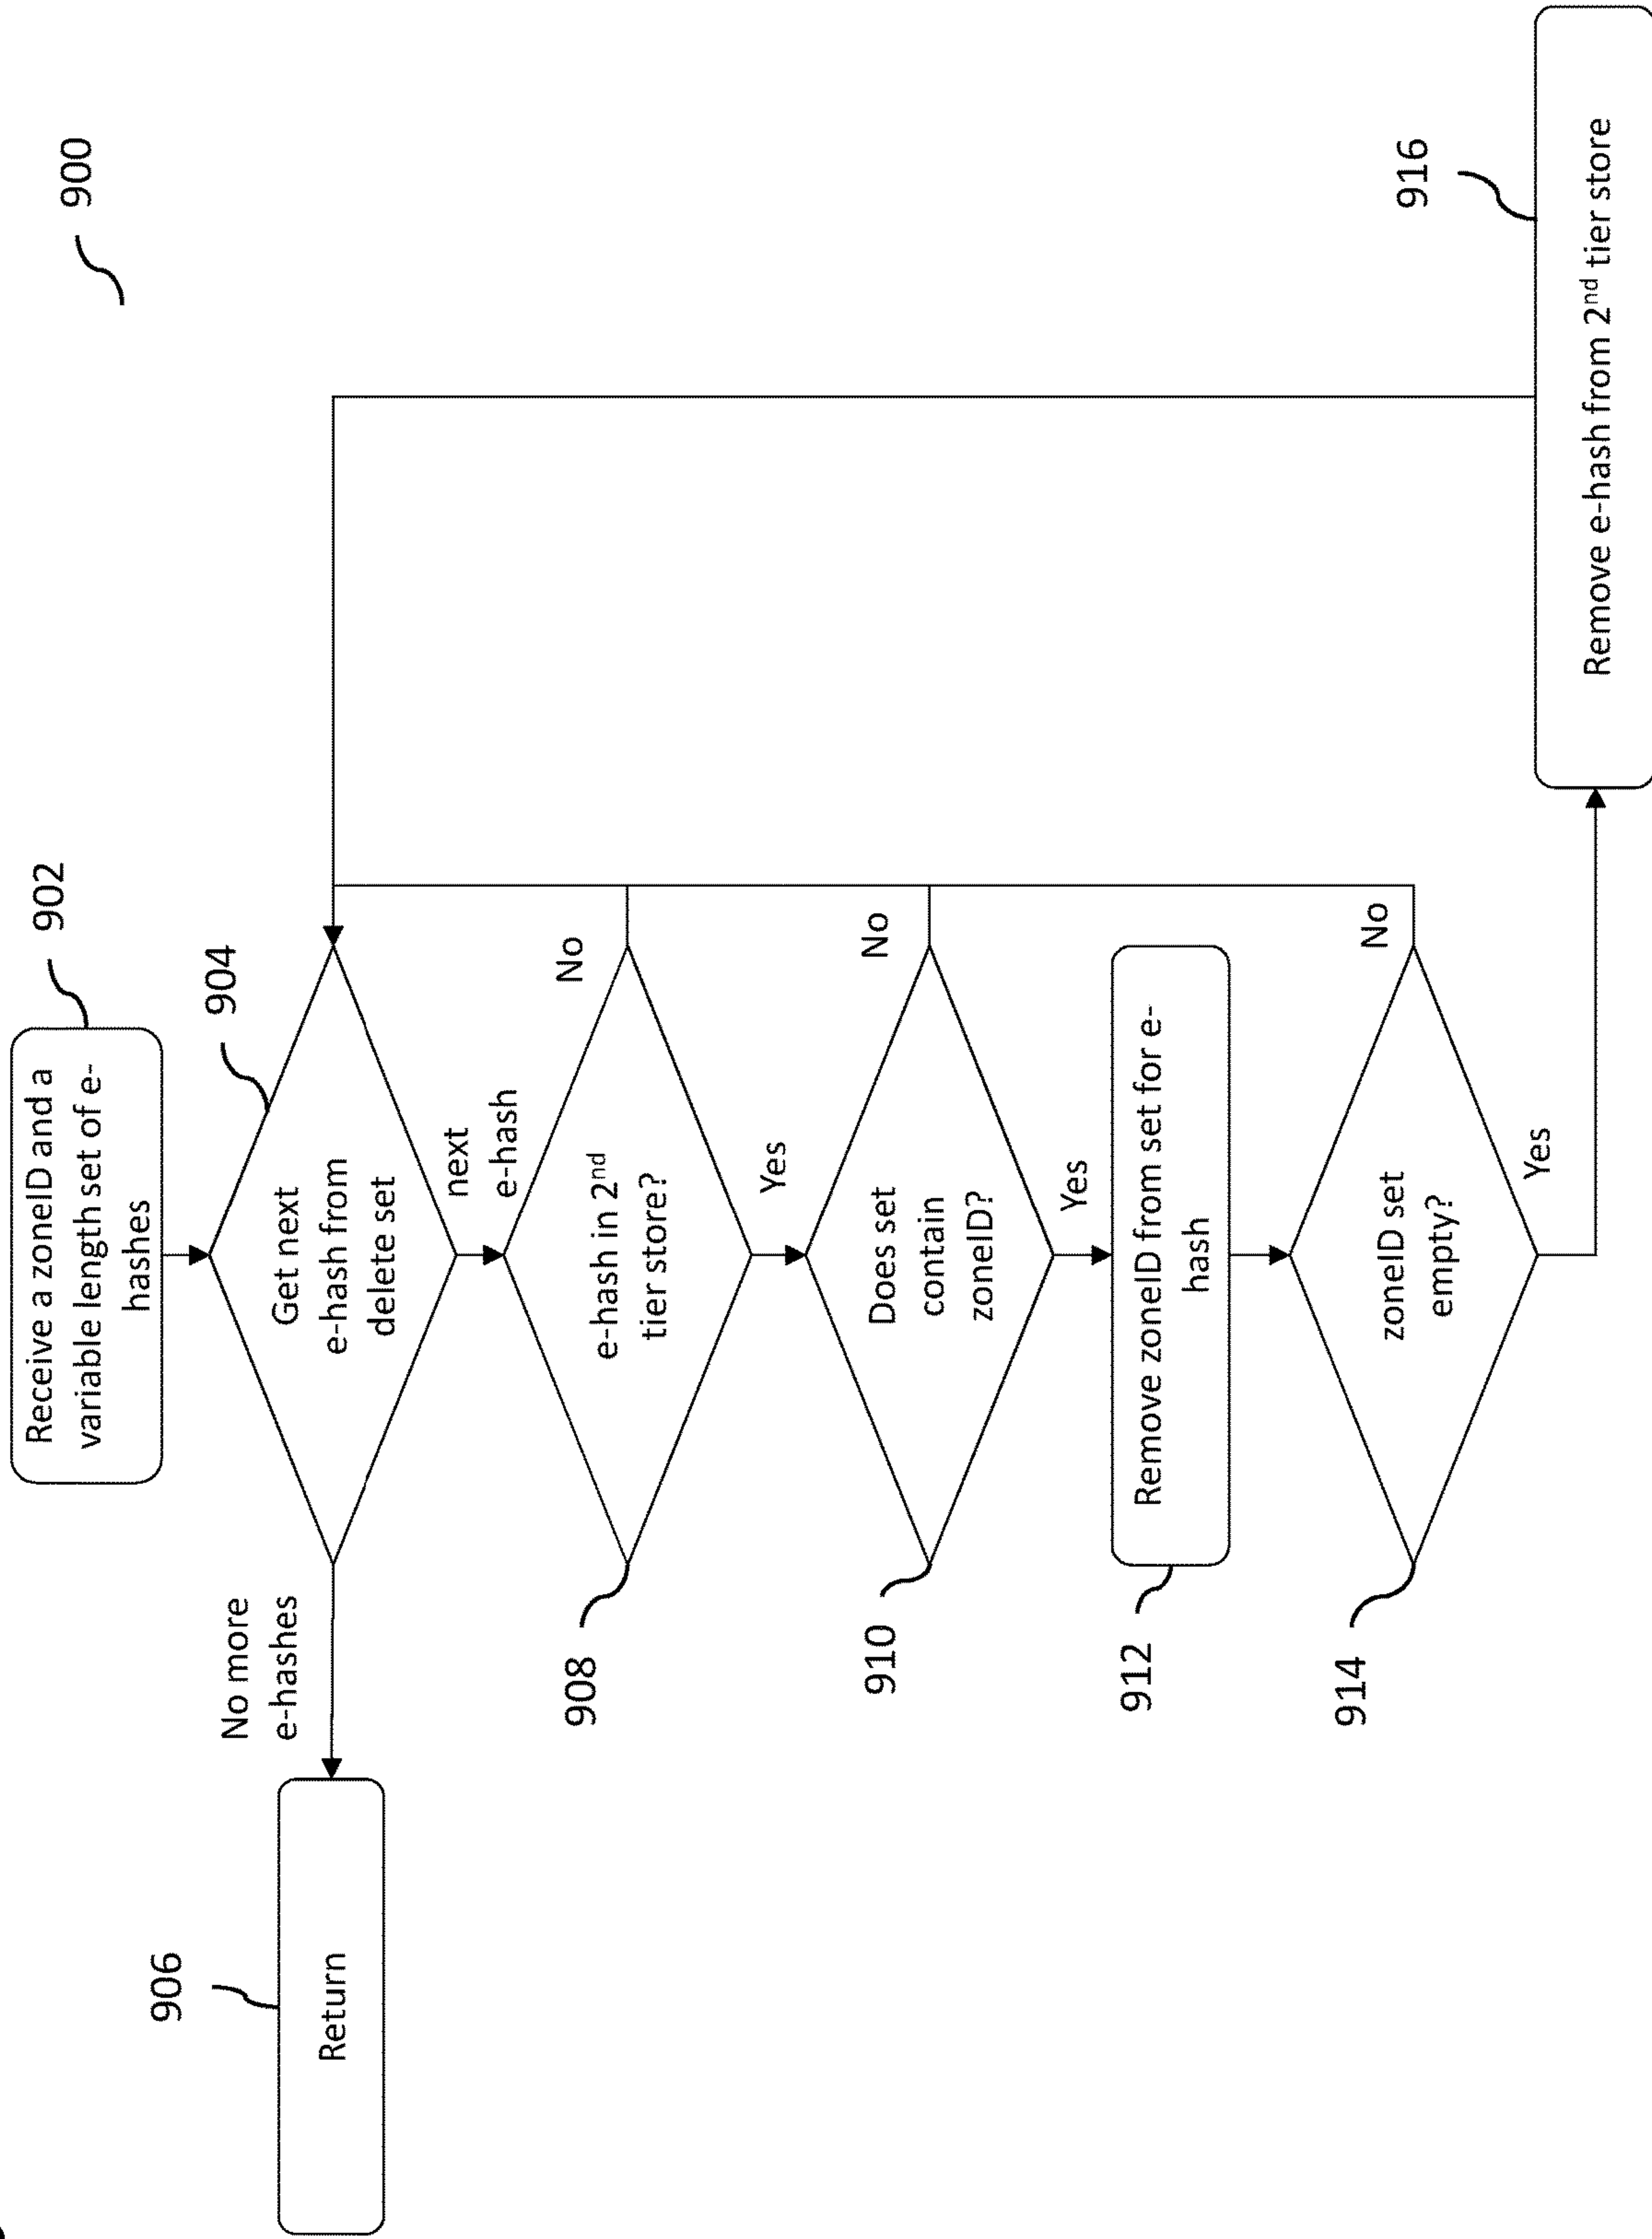 900
902
Receive a zoneID and a
variable length set of e-
hashes
904
Get next
e-hash from
delete set
No more
e-hashes
906
Return
next
e-hash
908
e-hash in 2nd
tier store?
No
Yes
910
Does set
contain
zoneID?
No
Yes
912
Remove zoneID from set for e-
hash
914
zoneID set
empty?
No
Yes
916
Remove e-hash from 2nd tier store